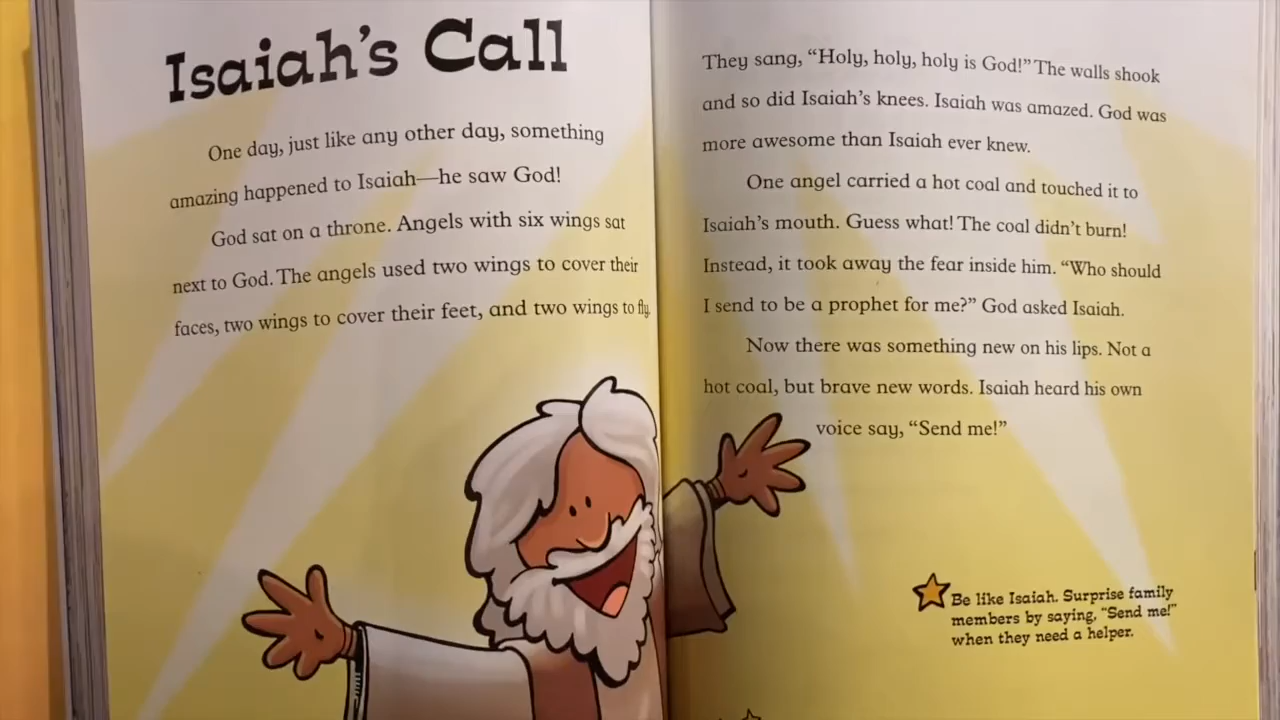 Isaiah's Call
One day, just like any other day, something
amazing happened to Isaiah—he saw God!
God sat on a throne. Angels with six wings sat
next to God. The angels used two wings to cover their
faces, two wings to cover their feet, and two wings to fly.
They sang, “Holy, holy, holy is God!” The walls shook
and so did Isaiah’s knees. Isaiah was amazed. God was
more awesome than Isaiah ever knew.
One angel carried a hot coal and touched it to
Isaiah’s mouth. Guess what! The coal didn’t burn!
Instead, it took away the fear inside him. “Who should
I send to be a prophet for me?” God asked Isaiah.
Now there was something new on his lips. Not a
hot coal, but brave new words. Isaiah heard his own
voice say, “Send me!”
Be like Isaiah. Surprise family
members by saying, “Send me!”
when they need a helper.